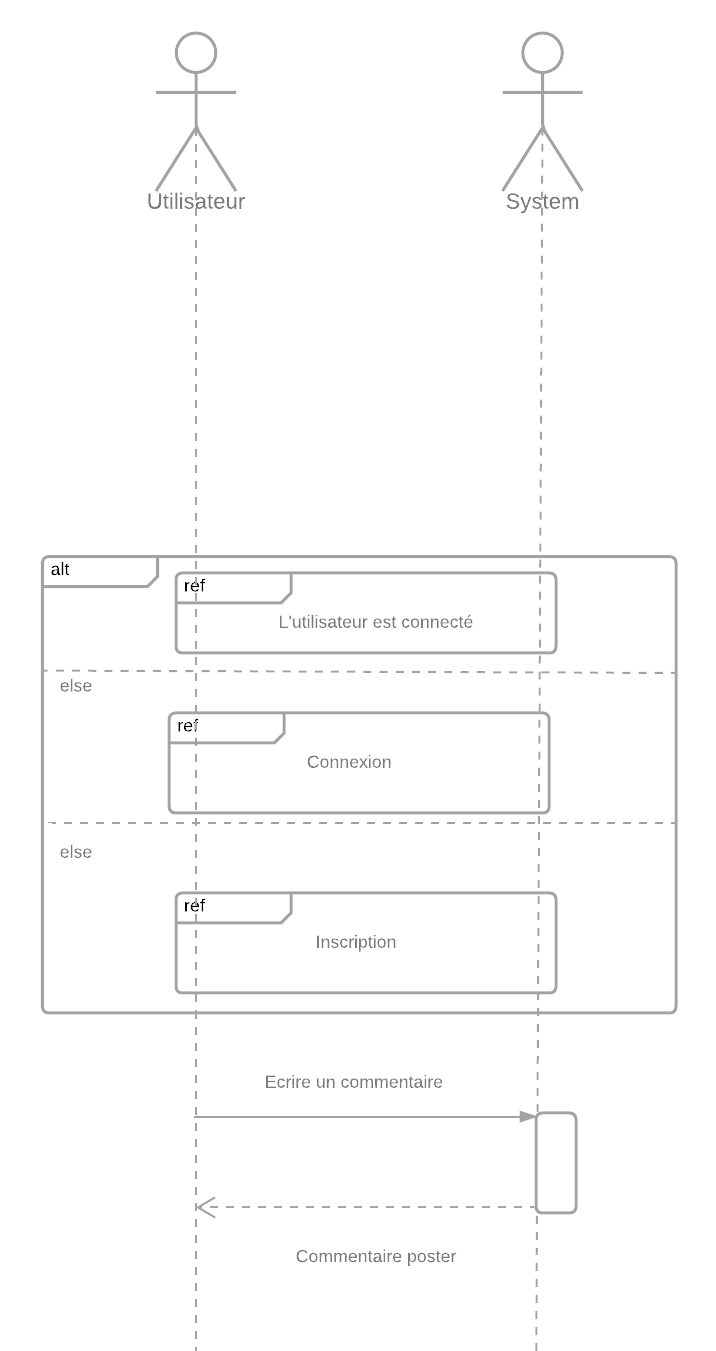 Utilisateur
System
alt
ref
L'utilisateur est connecté
else
ref
Connexion
else
ref
Inscription
Ecrire un commentaire
Commentaire poster